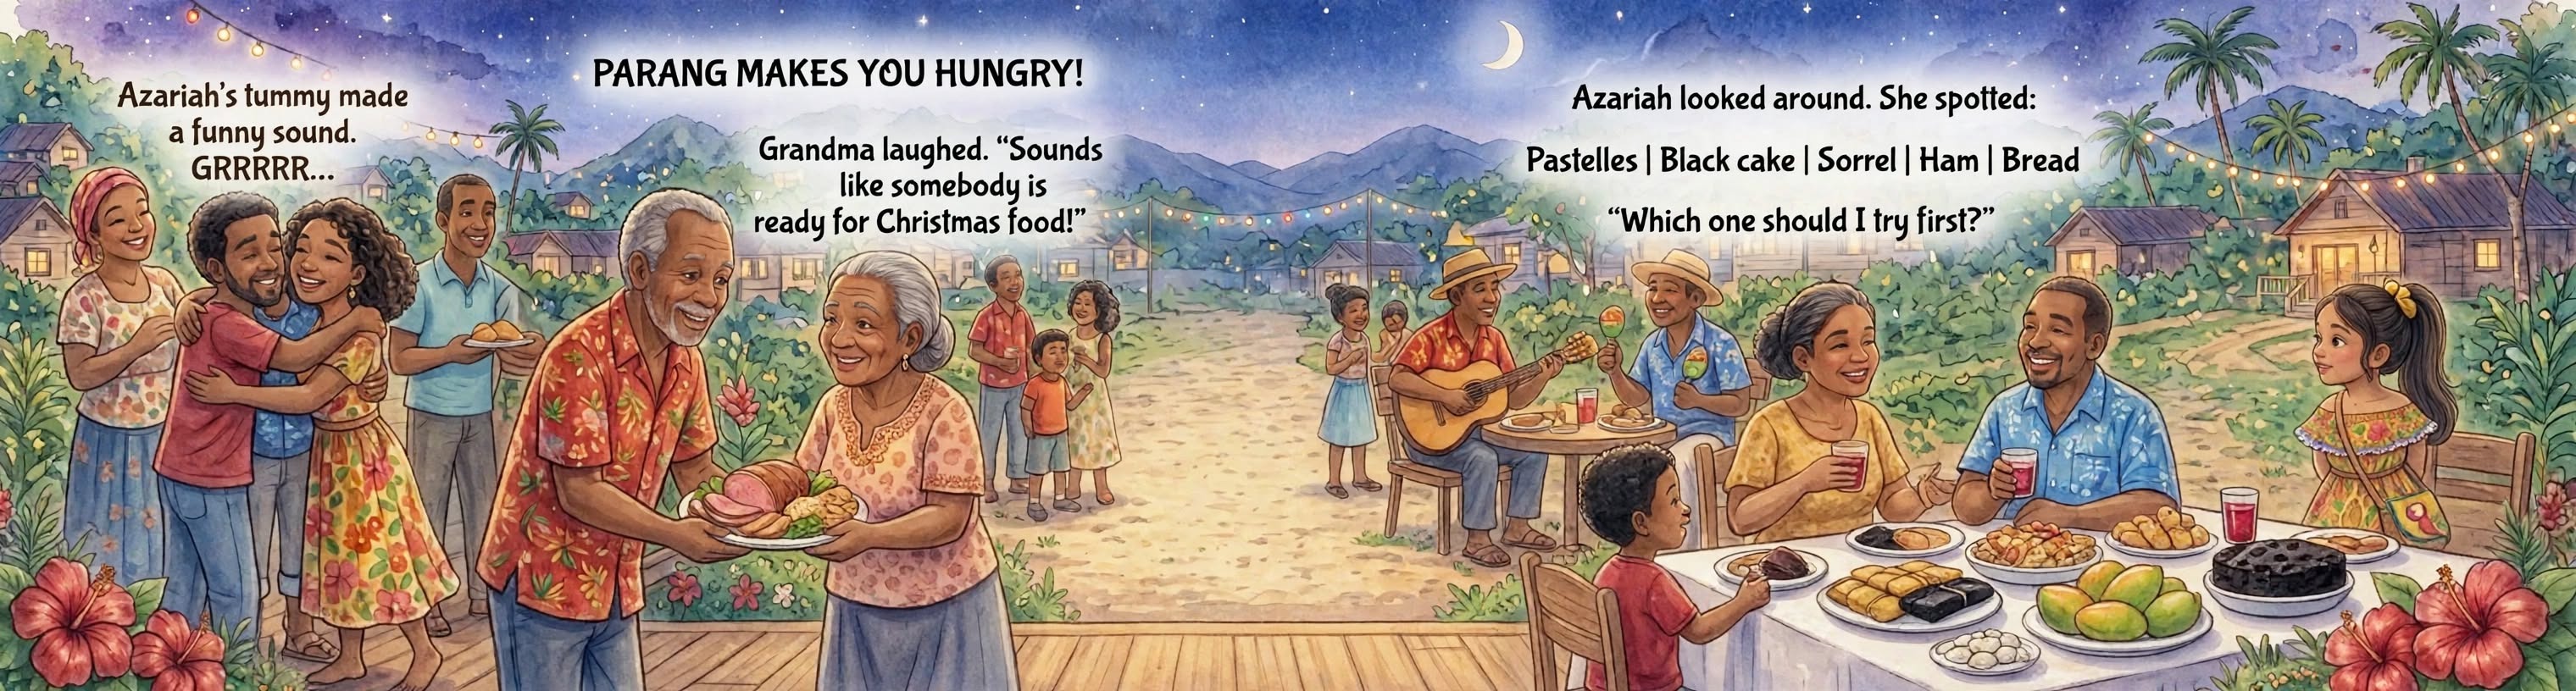 Azariah's tummy made
a funny sound.
GRRRRR...
PARANG MAKES YOU HUNGRY!
Grandma laughed. “Sounds
like somebody is
ready for Christmas food!”
Azariah looked around. She spotted:
Pastelles | Black cake | Sorrel | Ham | Bread
“Which one should I try first?”